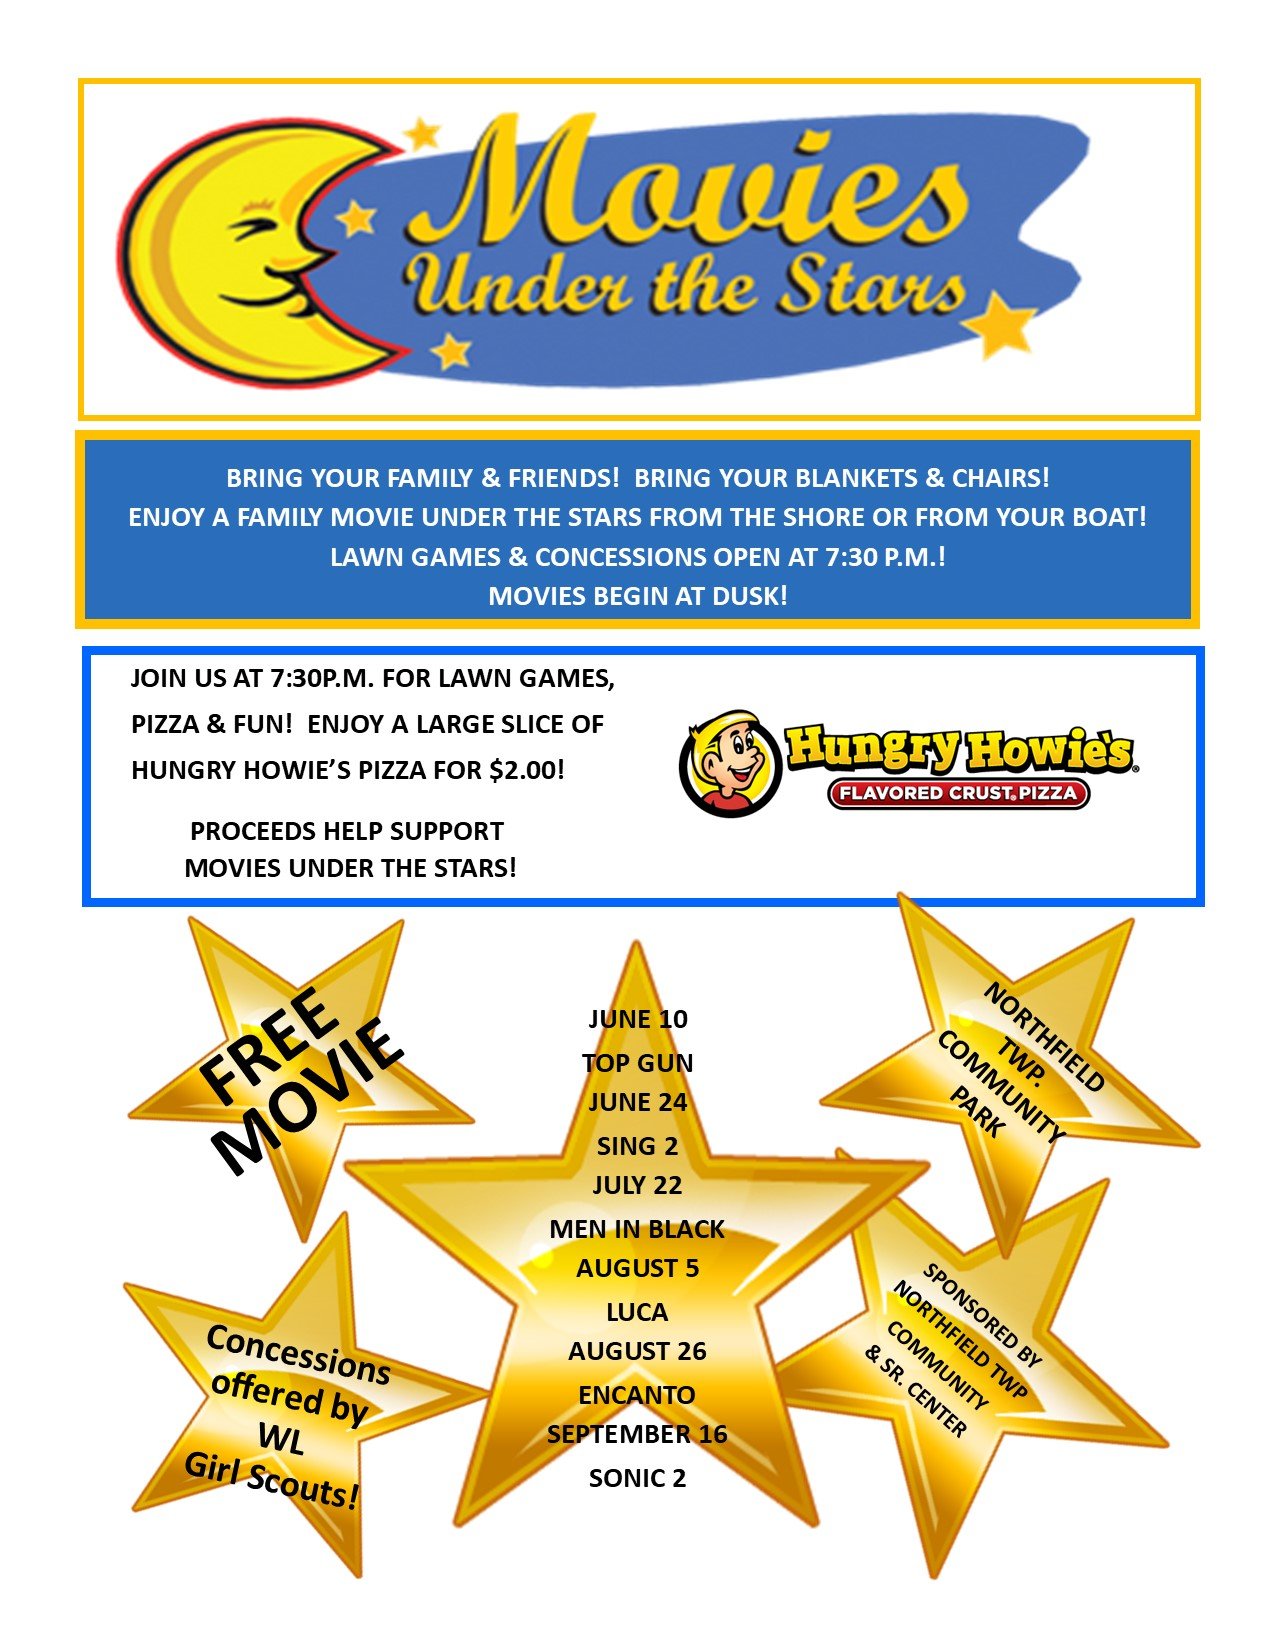 Movies
Under the Stars
BRING YOUR FAMILY & FRIENDS!  BRING YOUR BLANKETS & CHAIRS!
ENJOY A FAMILY MOVIE UNDER THE STARS FROM THE SHORE OR FROM YOUR BOAT!
LAWN GAMES & CONCESSIONS OPEN AT 7:30 P.M.!
MOVIES BEGIN AT DUSK!
JOIN US AT 7:30P.M. FOR LAWN GAMES,
PIZZA & FUN!  ENJOY A LARGE SLICE OF
HUNGRY HOWIE’S PIZZA FOR $2.00!
PROCEEDS HELP SUPPORT
MOVIES UNDER THE STARS!
Hungry Howie's®
FLAVORED CRUST® PIZZA
FREE
MOVIE
JUNE 10
TOP GUN
JUNE 24
SING 2
JULY 22
MEN IN BLACK
AUGUST 5
LUCA
AUGUST 26
ENCANTO
SEPTEMBER 16
SONIC 2
NORTHFIELD
TWP.
COMMUNITY
PARK
Concessions
offered by
WL
Girl Scouts!
SPONSORED BY
NORTHFIELD TWP
COMMUNITY
& SR. CENTER